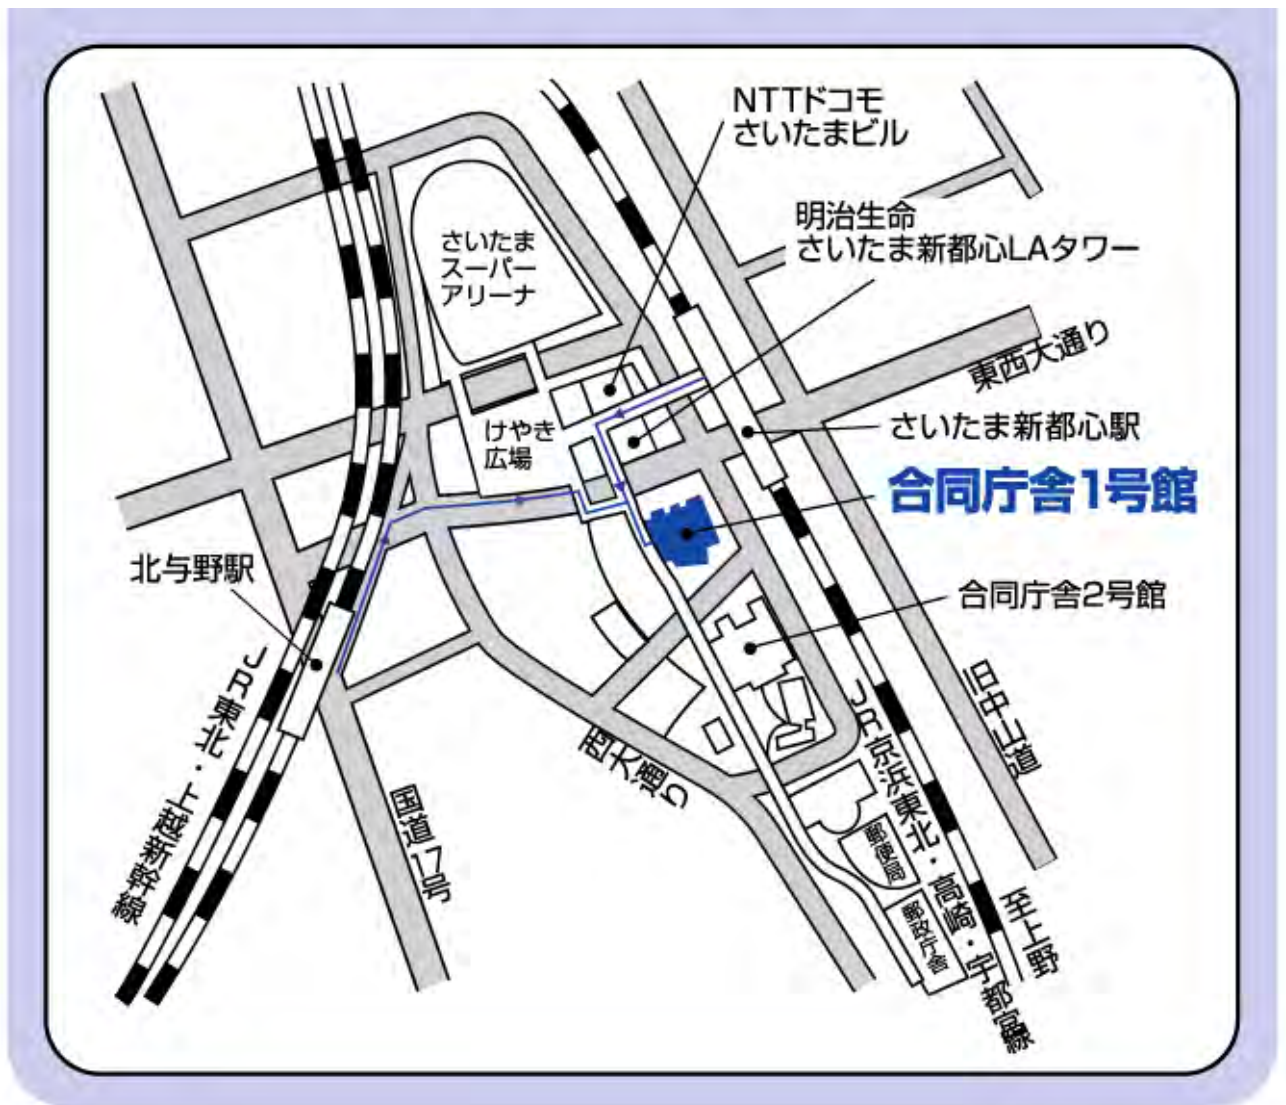 NTTドコモ
さいたまビル
明治生命
さいたま新都心LAタワー
さいたま
スーパー
アリーナ
東西大通り
けやき
広場
さいたま新都心駅
合同庁舎1号館
北与野駅
合同庁舎2号館
JR東北・上越新幹線
旧中山道
西大通り
国道17号
JR京浜東北・高崎・宇都宮線
郵便局
郵政庁舎
至上野